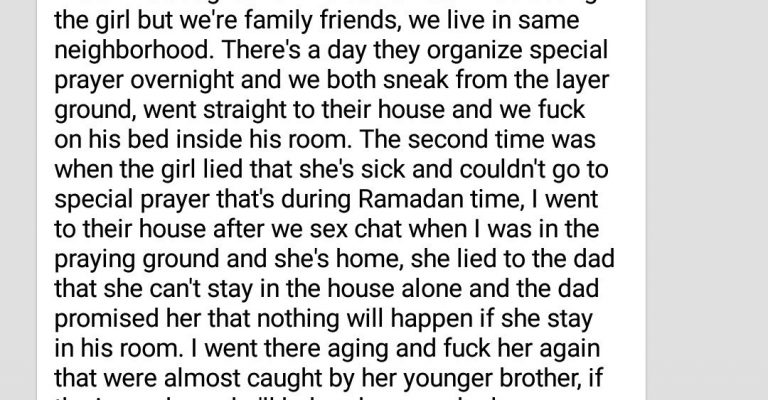 the girl but we're family friends, we live in same
neighborhood. There's a day they organize special
prayer overnight and we both sneak from the layer
ground, went straight to their house and we fuck
on his bed inside his room. The second time was
when the girl lied that she's sick and couldn't go to
special prayer that's during Ramadan time, I went
to their house after we sex chat when I was in the
praying ground and she's home, she lied to the dad
that she can't stay in the house alone and the dad
promised her that nothing will happen if she stay
in his room. I went there aging and fuck her again
that were almost caught by her younger brother, if